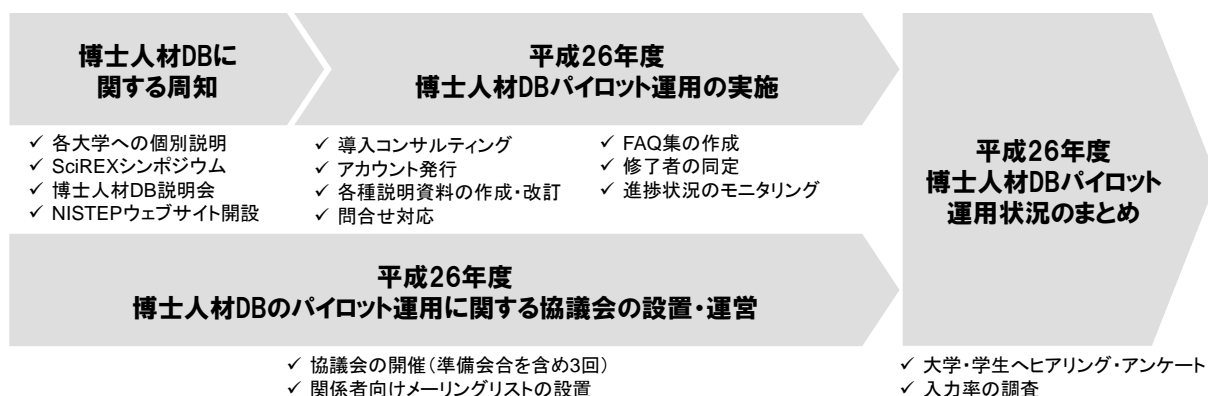 博士人材DBに
関する周知
✓ 各大学への個別説明
✓ SciREXシンポジウム
✓ 博士人材DB説明会
✓ NISTEPウェブサイト開設
平成26年度
博士人材DBパイロット運用の実施
✓ 導入コンサルティング
✓ アカウント発行
✓ 各種説明資料の作成・改訂
✓ 問合せ対応
✓ FAQ集の作成
✓ 修了者の同定
✓ 進捗状況のモニタリング
平成26年度
博士人材DBのパイロット運用に関する協議会の設置・運営
✓ 協議会の開催(準備会合を含め3回)
✓ 関係者向けメーリングリストの設置
平成26年度
博士人材DBパイロット
運用状況のまとめ
✓ 大学・学生へヒアリング・アンケート
✓ 入力率の調査